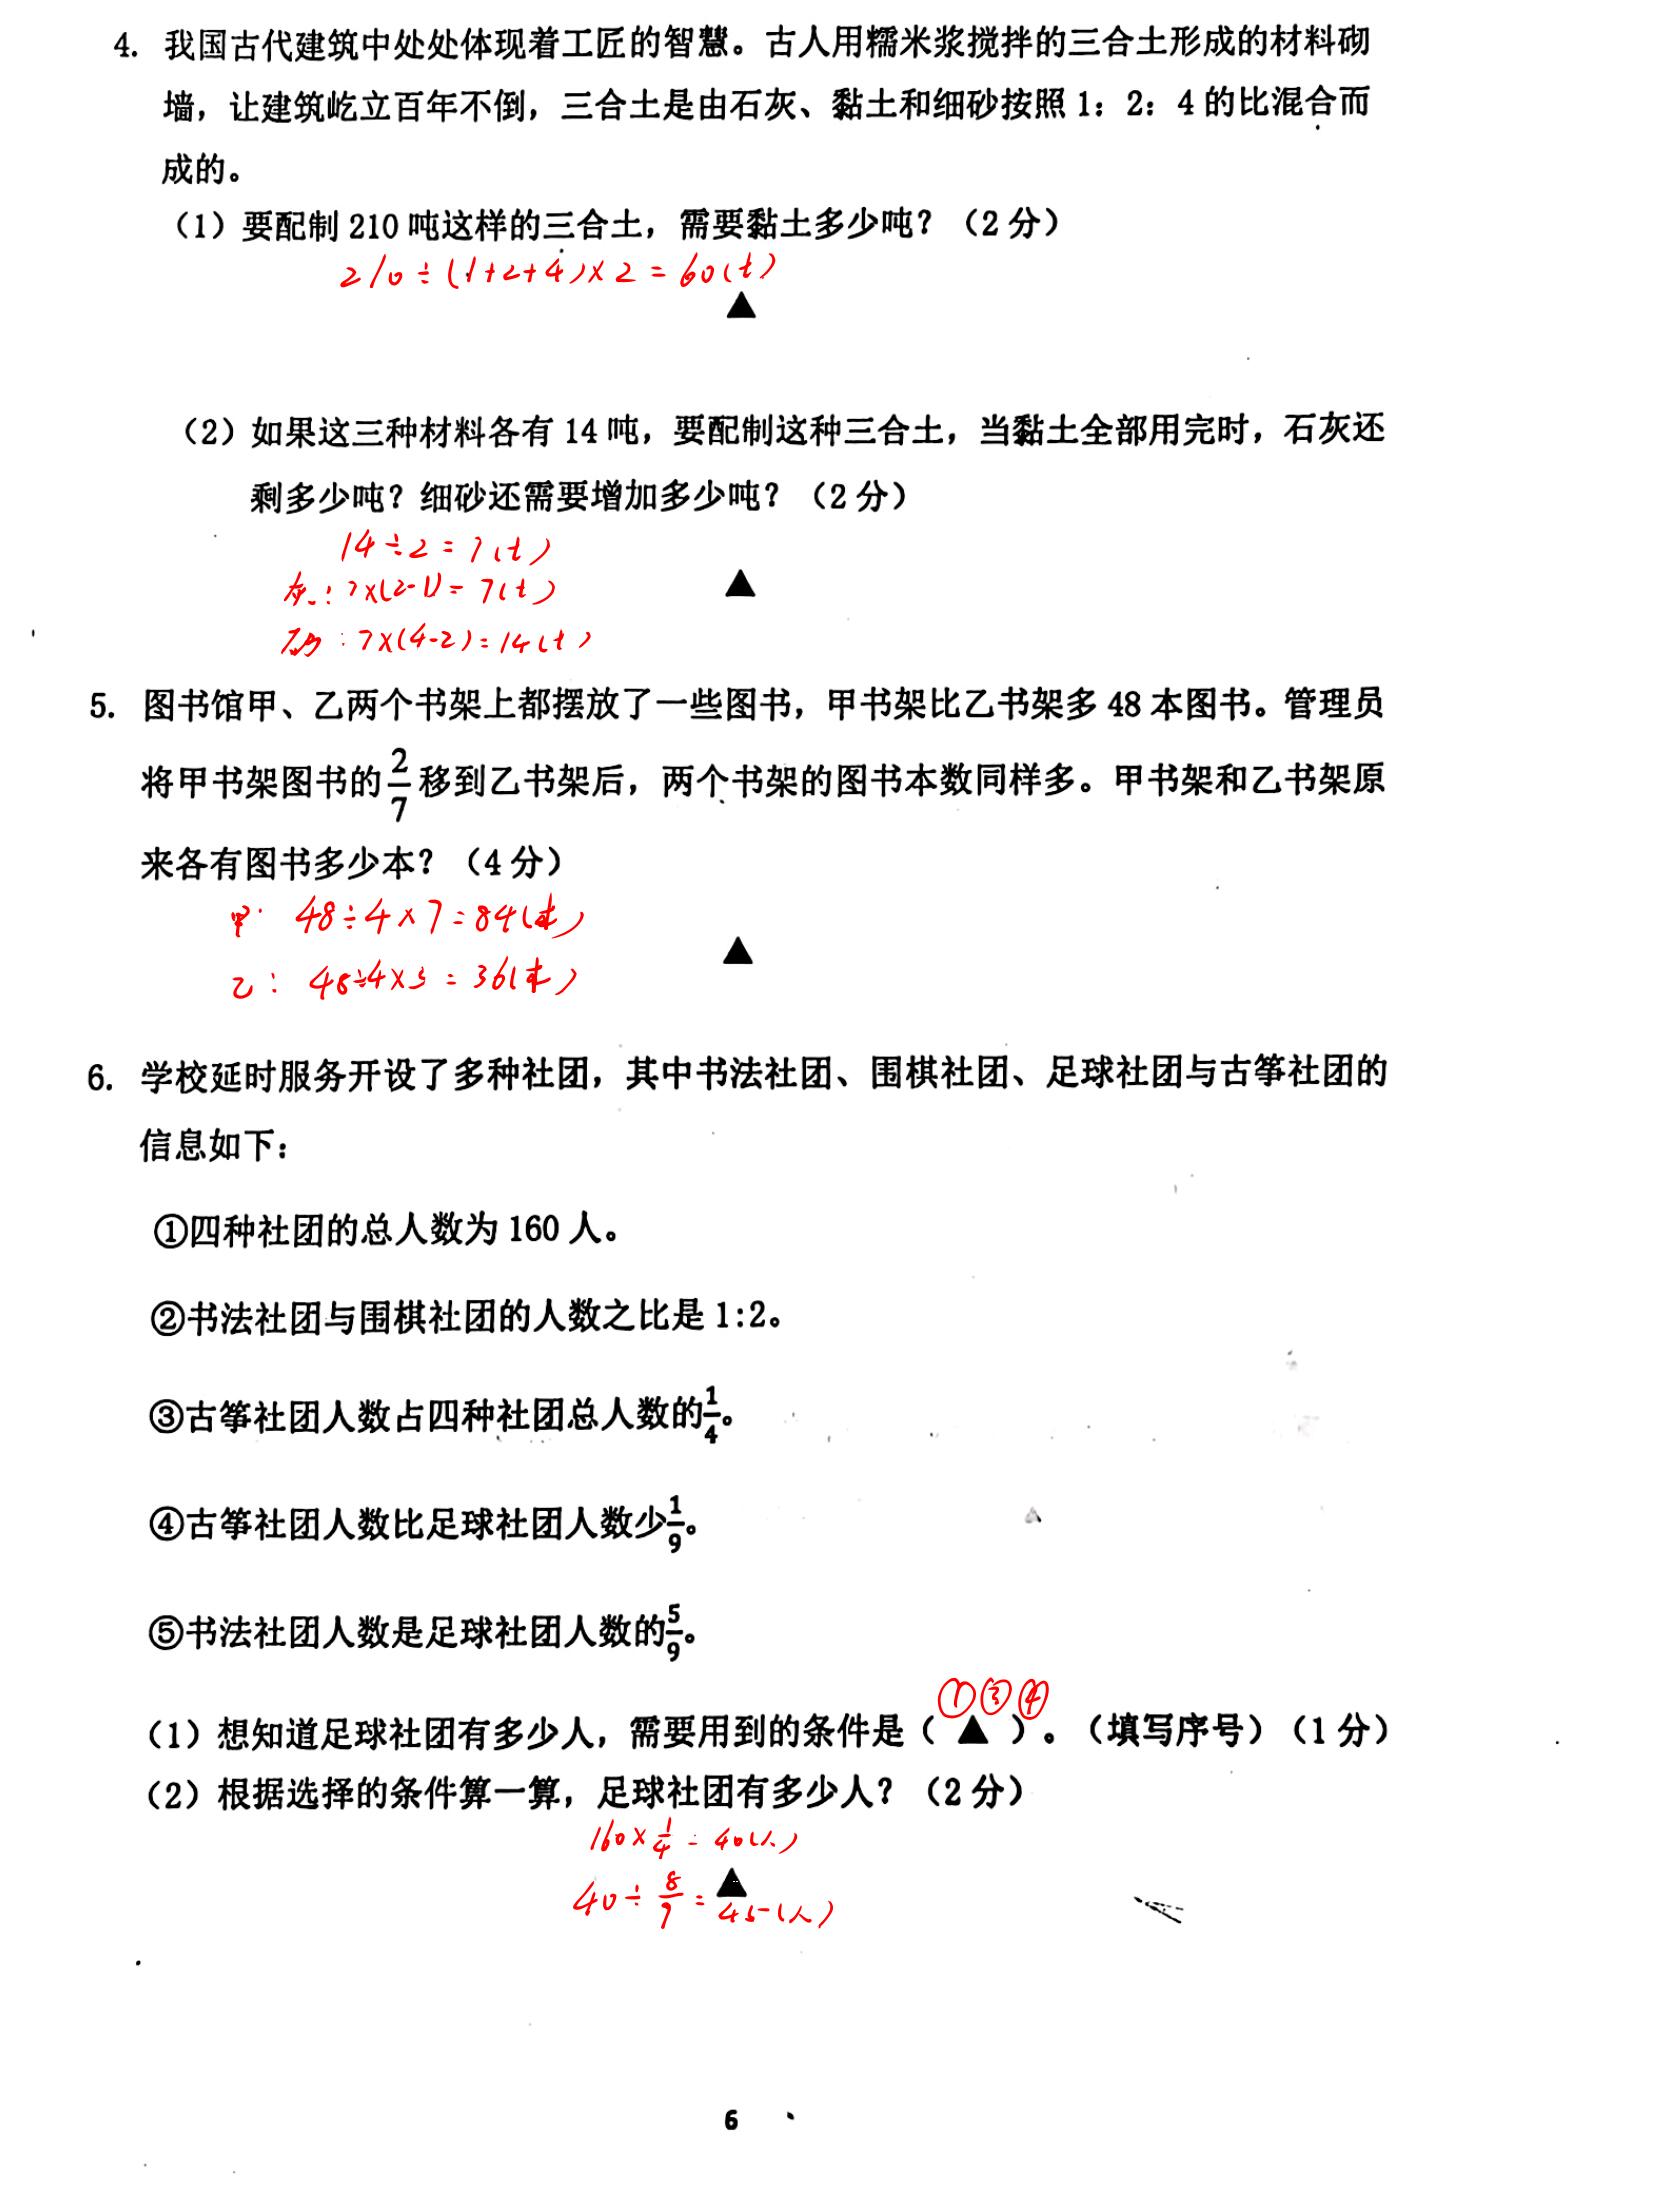 4. 我国古代建筑中处处体现着工匠的智慧。古人用糯米浆搅拌的三合土形成的材料砌
墙，让建筑屹立百年不倒，三合土是由石灰、黏土和细砂按照 1：2：4 的比混合而
成的。
（1）要配制 210 吨这样的三合土，需要黏土多少吨？（2 分）
210÷(1+2+4)×2=60(t)
▲
（2）如果这三种材料各有 14 吨，要配制这种三合土，当黏土全部用完时，石灰还
剩多少吨？细砂还需要增加多少吨？（2 分）
14÷2=7(t)
灰：7×(2-1)=7(t)
▲
砂：7×(4-2)=14(t)
5. 图书馆甲、乙两个书架上都摆放了一些图书，甲书架比乙书架多 48 本图书。管理员
将甲书架图书的 2/7 移到乙书架后，两个书架的图书本数同样多。甲书架和乙书架原
来各有图书多少本？（4 分）
甲: 48÷4×7=84(本)
▲
乙: 48÷4×3=36(本)
6. 学校延时服务开设了多种社团，其中书法社团、围棋社团、足球社团与古筝社团的
信息如下：
①四种社团的总人数为 160 人。
②书法社团与围棋社团的人数之比是 1:2。
③古筝社团人数占四种社团总人数的1/4。
④古筝社团人数比足球社团人数少1/9。
⑤书法社团人数是足球社团人数的5/9。
①③④
（1）想知道足球社团有多少人，需要用到的条件是（ ▲ ）。（填写序号）（1 分）
（2）根据选择的条件算一算，足球社团有多少人？（2 分）
160×1/4=40(人)
▲
40÷8/9=45(人)
6